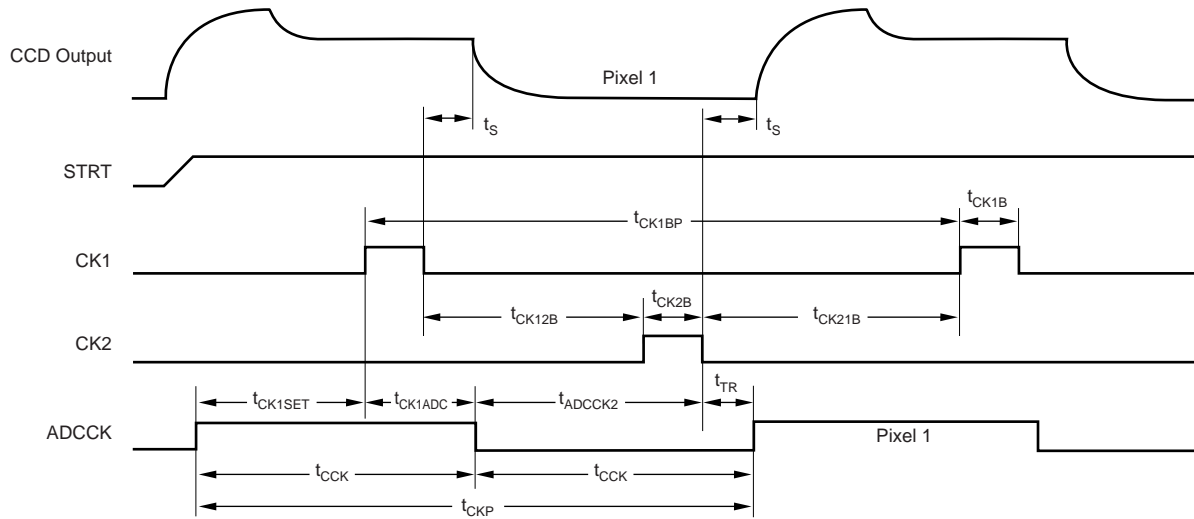 CCD Output
Pixel 1
tS
tS
STRT
tCK1BP
tCK1B
CK1
tCK12B
tCK2B
tCK21B
CK2
tCK1SET
tCK1ADC
tADCCK2
tTR
ADCCK
Pixel 1
tCCK
tCCK
tCKP